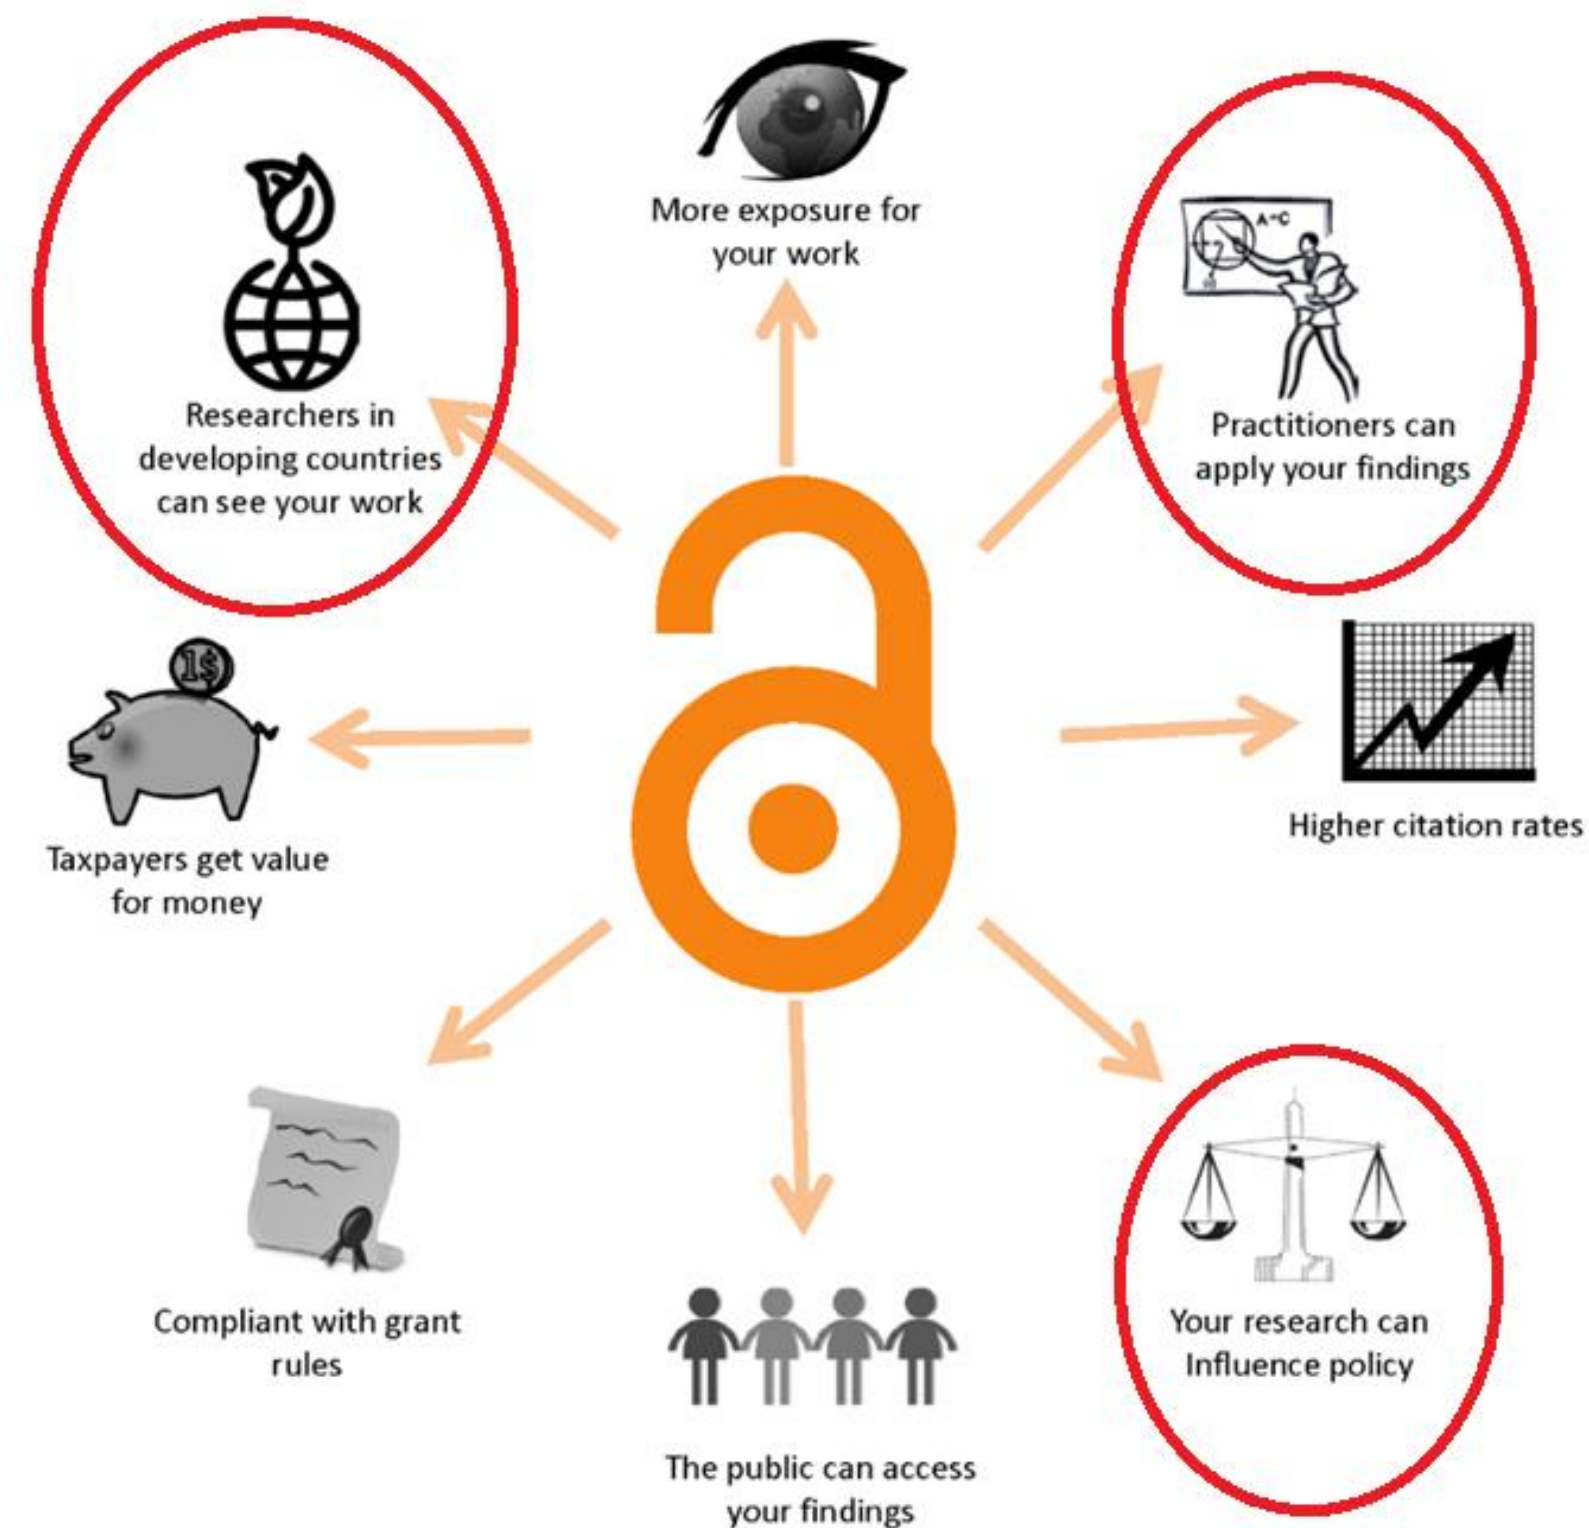 More exposure for
your work
A=C
Researchers in
developing countries
can see your work
Practitioners can
apply your findings
1$
Taxpayers get value
for money
Higher citation rates
Compliant with grant
rules
Your research can
Influence policy
The public can access
your findings